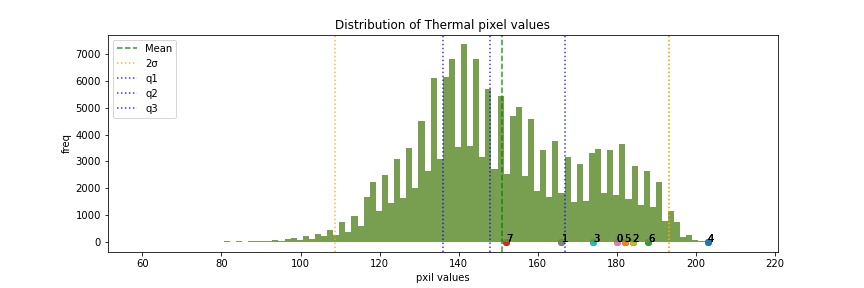 Distribution of Thermal pixel values
Mean
2σ
q1
q2
q3
freq
7000
6000
5000
4000
3000
2000
1000
0
7 1 3 0 5 2 6 4
60 80 100 120 140 160 180 200 220
pxil values